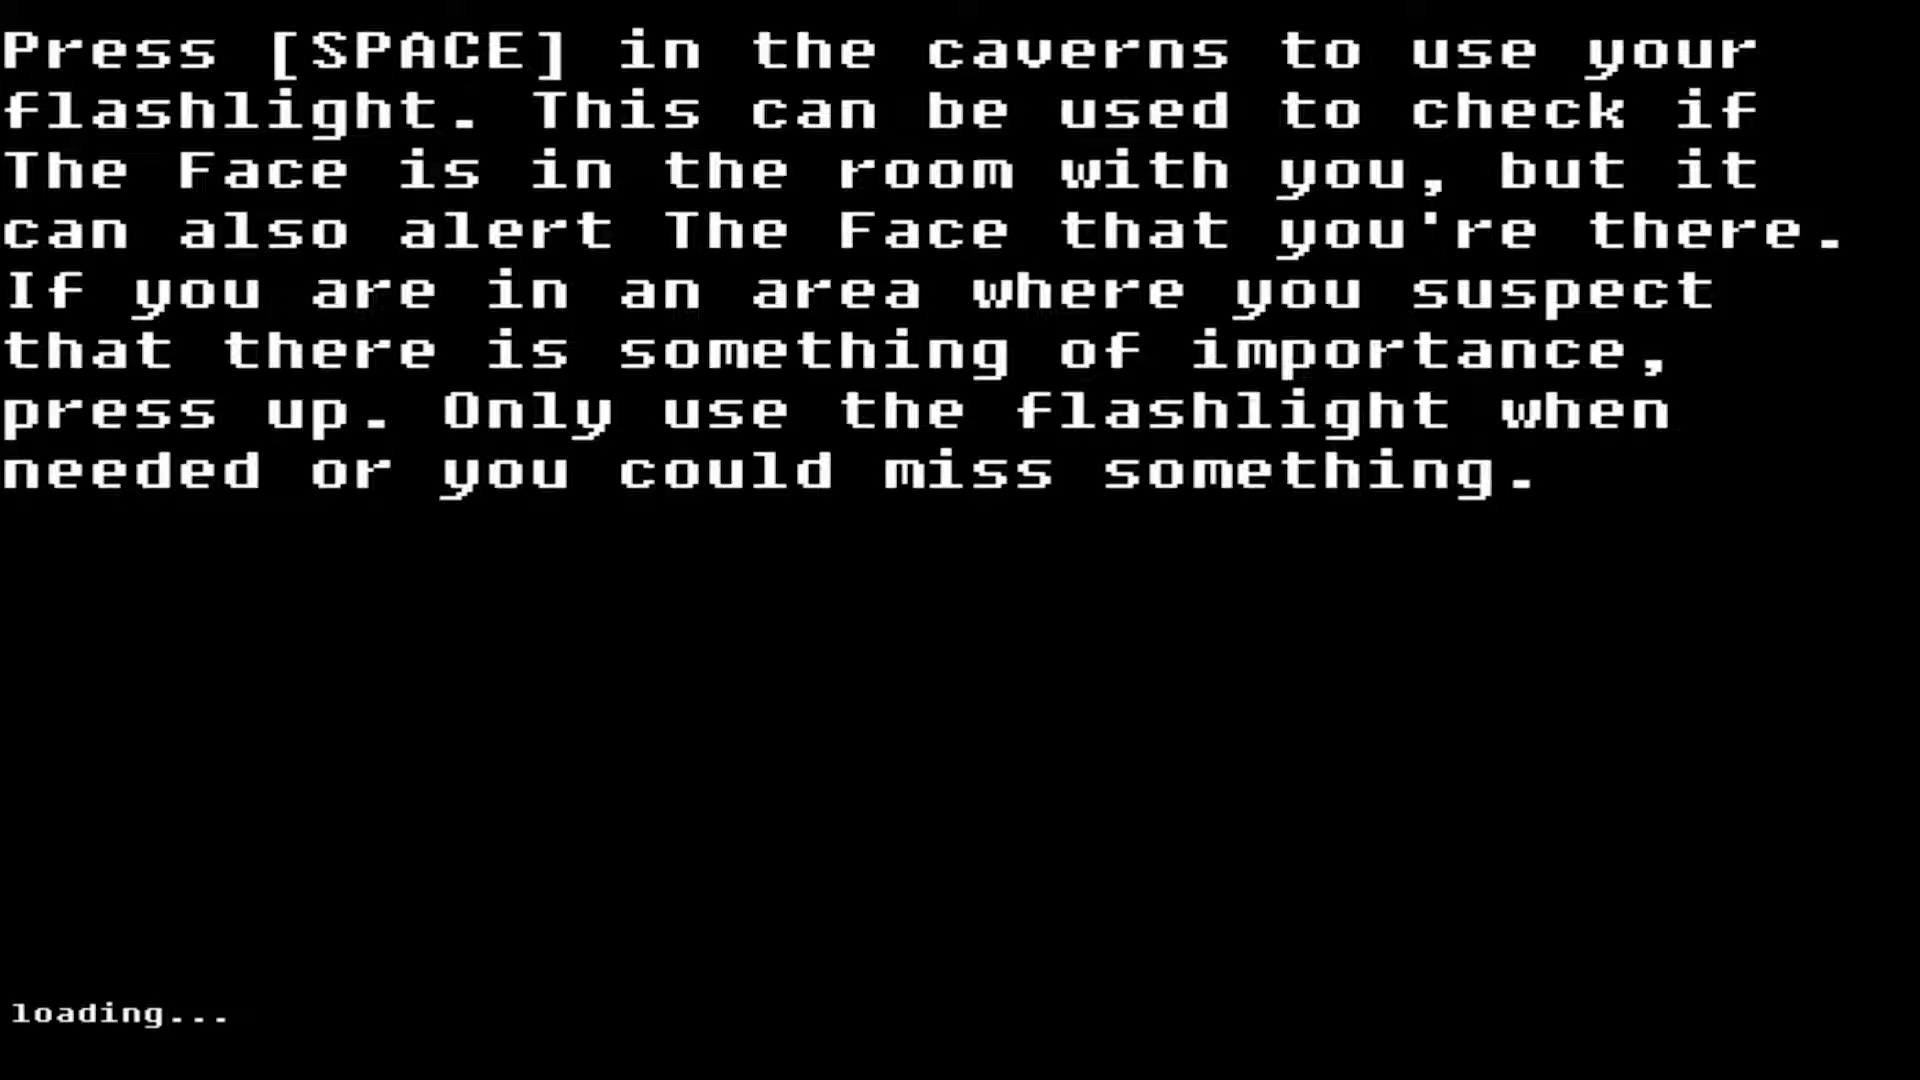 Press [SPACE] in the caverns to use your
flashlight. This can be used to check if
The Face is in the room with you, but it
can also alert The Face that you're there.
If you are in an area where you suspect
that there is something of importance,
press up. Only use the flashlight when
needed or you could miss something.
loading...